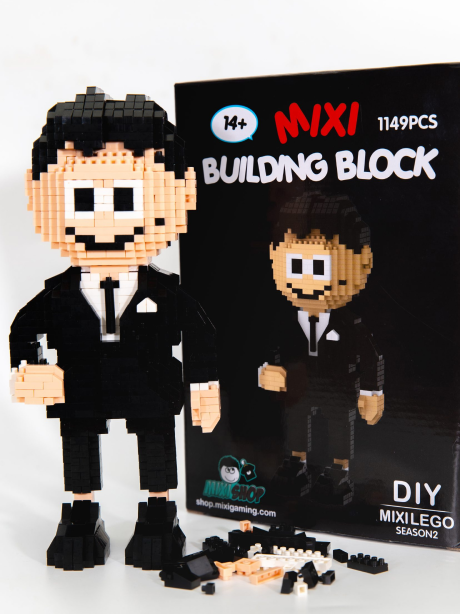 14+
MIXI
1149PCS
BUILDING BLOCK
MIXISHOP
shop.mixigaming.com
DIY
MIXILEGO
SEASON2